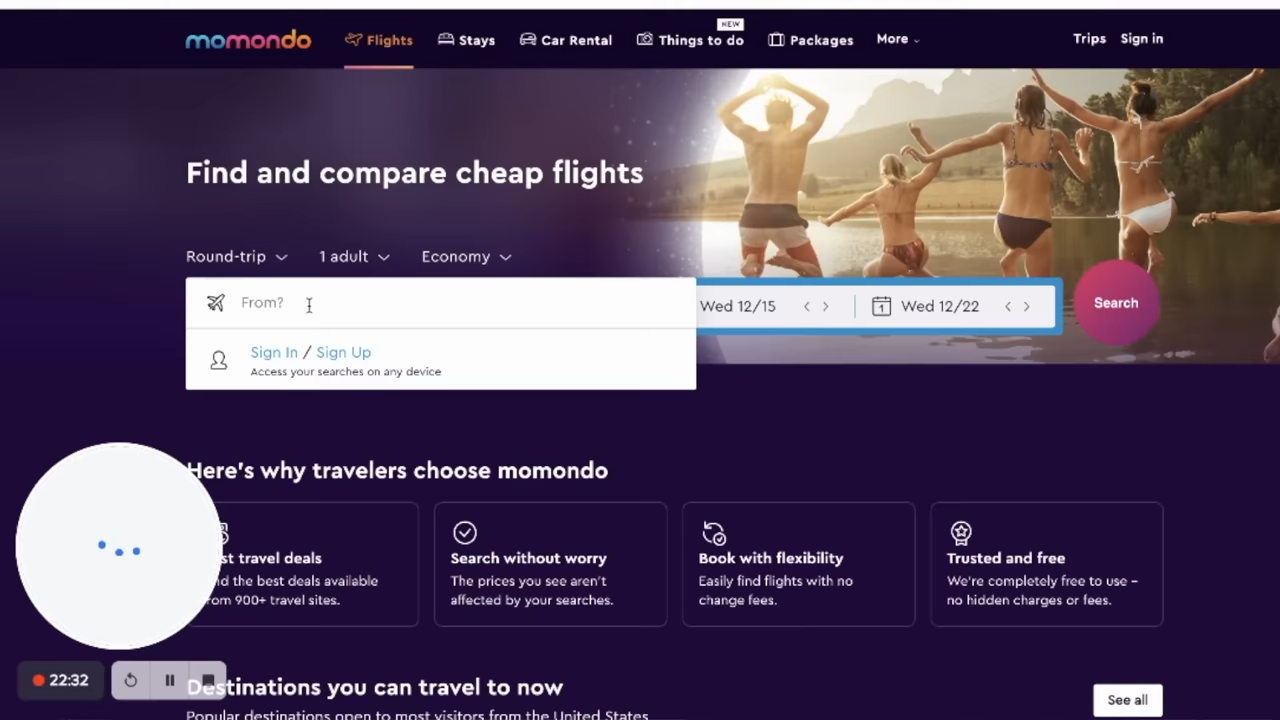 momondo
Flights
Stays
Car Rental
NEW
Things to do
Packages
More
Trips
Sign in
Find and compare cheap flights
Round-trip
1 adult
Economy
From?
Wed 12/15
1
Wed 12/22
Search
Sign In / Sign Up
Access your searches on any device
Here's why travelers choose momondo
st travel deals
d the best deals available
om 900+ travel sites.
Search without worry
The prices you see aren't
affected by your searches.
Book with flexibility
Easily find flights with no
change fees.
Trusted and free
We're completely free to use –
no hidden charges or fees.
22:32
Destinations you can travel to now
See all
Popular destinations open to most visitors from the United States